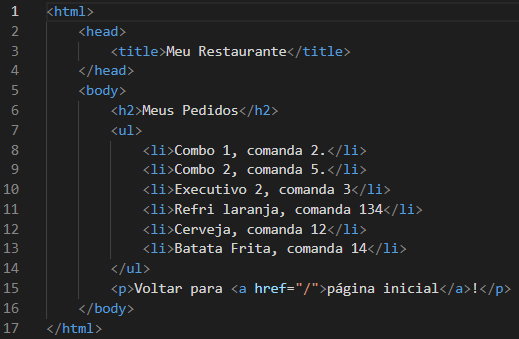 1 <html>
2 <head>
3 <title>Meu Restaurante</title>
4 </head>
5 <body>
6 <h2>Meus Pedidos</h2>
7 <ul>
8 <li>Combo 1, comanda 2.</li>
9 <li>Combo 2, comanda 5.</li>
10 <li>Executivo 2, comanda 3</li>
11 <li>Refri laranja, comanda 134</li>
12 <li>Cerveja, comanda 12</li>
13 <li>Batata Frita, comanda 14</li>
14 </ul>
15 <p>Voltar para <a href="/">página inicial</a>!</p>
16 </body>
17 </html>